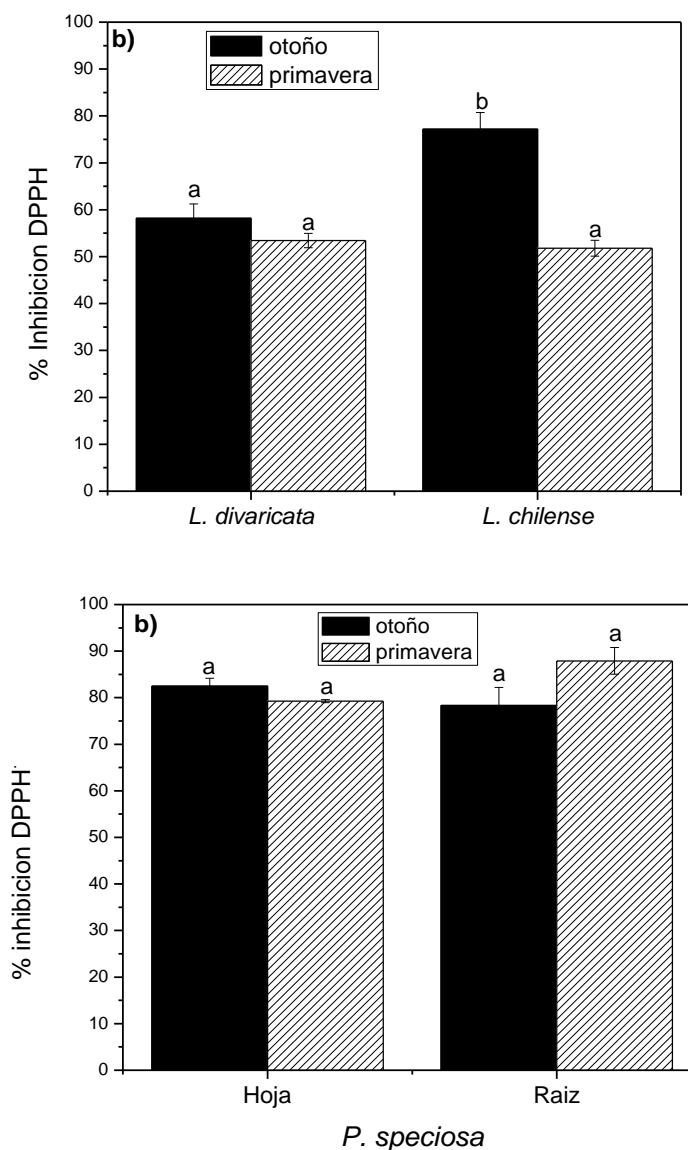 b)
otoño
primavera
100
90
80
70
60
50
40
30
20
10
0
% Inhibicion DPPH
a
a
b
a
L. divaricata
L. chilense
b)
otoño
primavera
100
90
80
70
60
50
40
30
20
10
0
% inhibicion DPPH·
a
a
a
a
Hoja
Raiz
P. speciosa